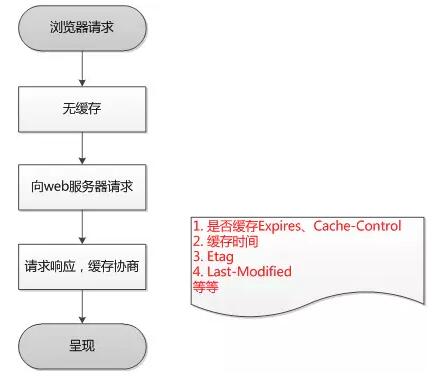 浏览器请求
无缓存
向web服务器请求
请求响应，缓存协商
呈现
1. 是否缓存Expires、Cache-Control
2. 缓存时间
3. Etag
4. Last-Modified
等等